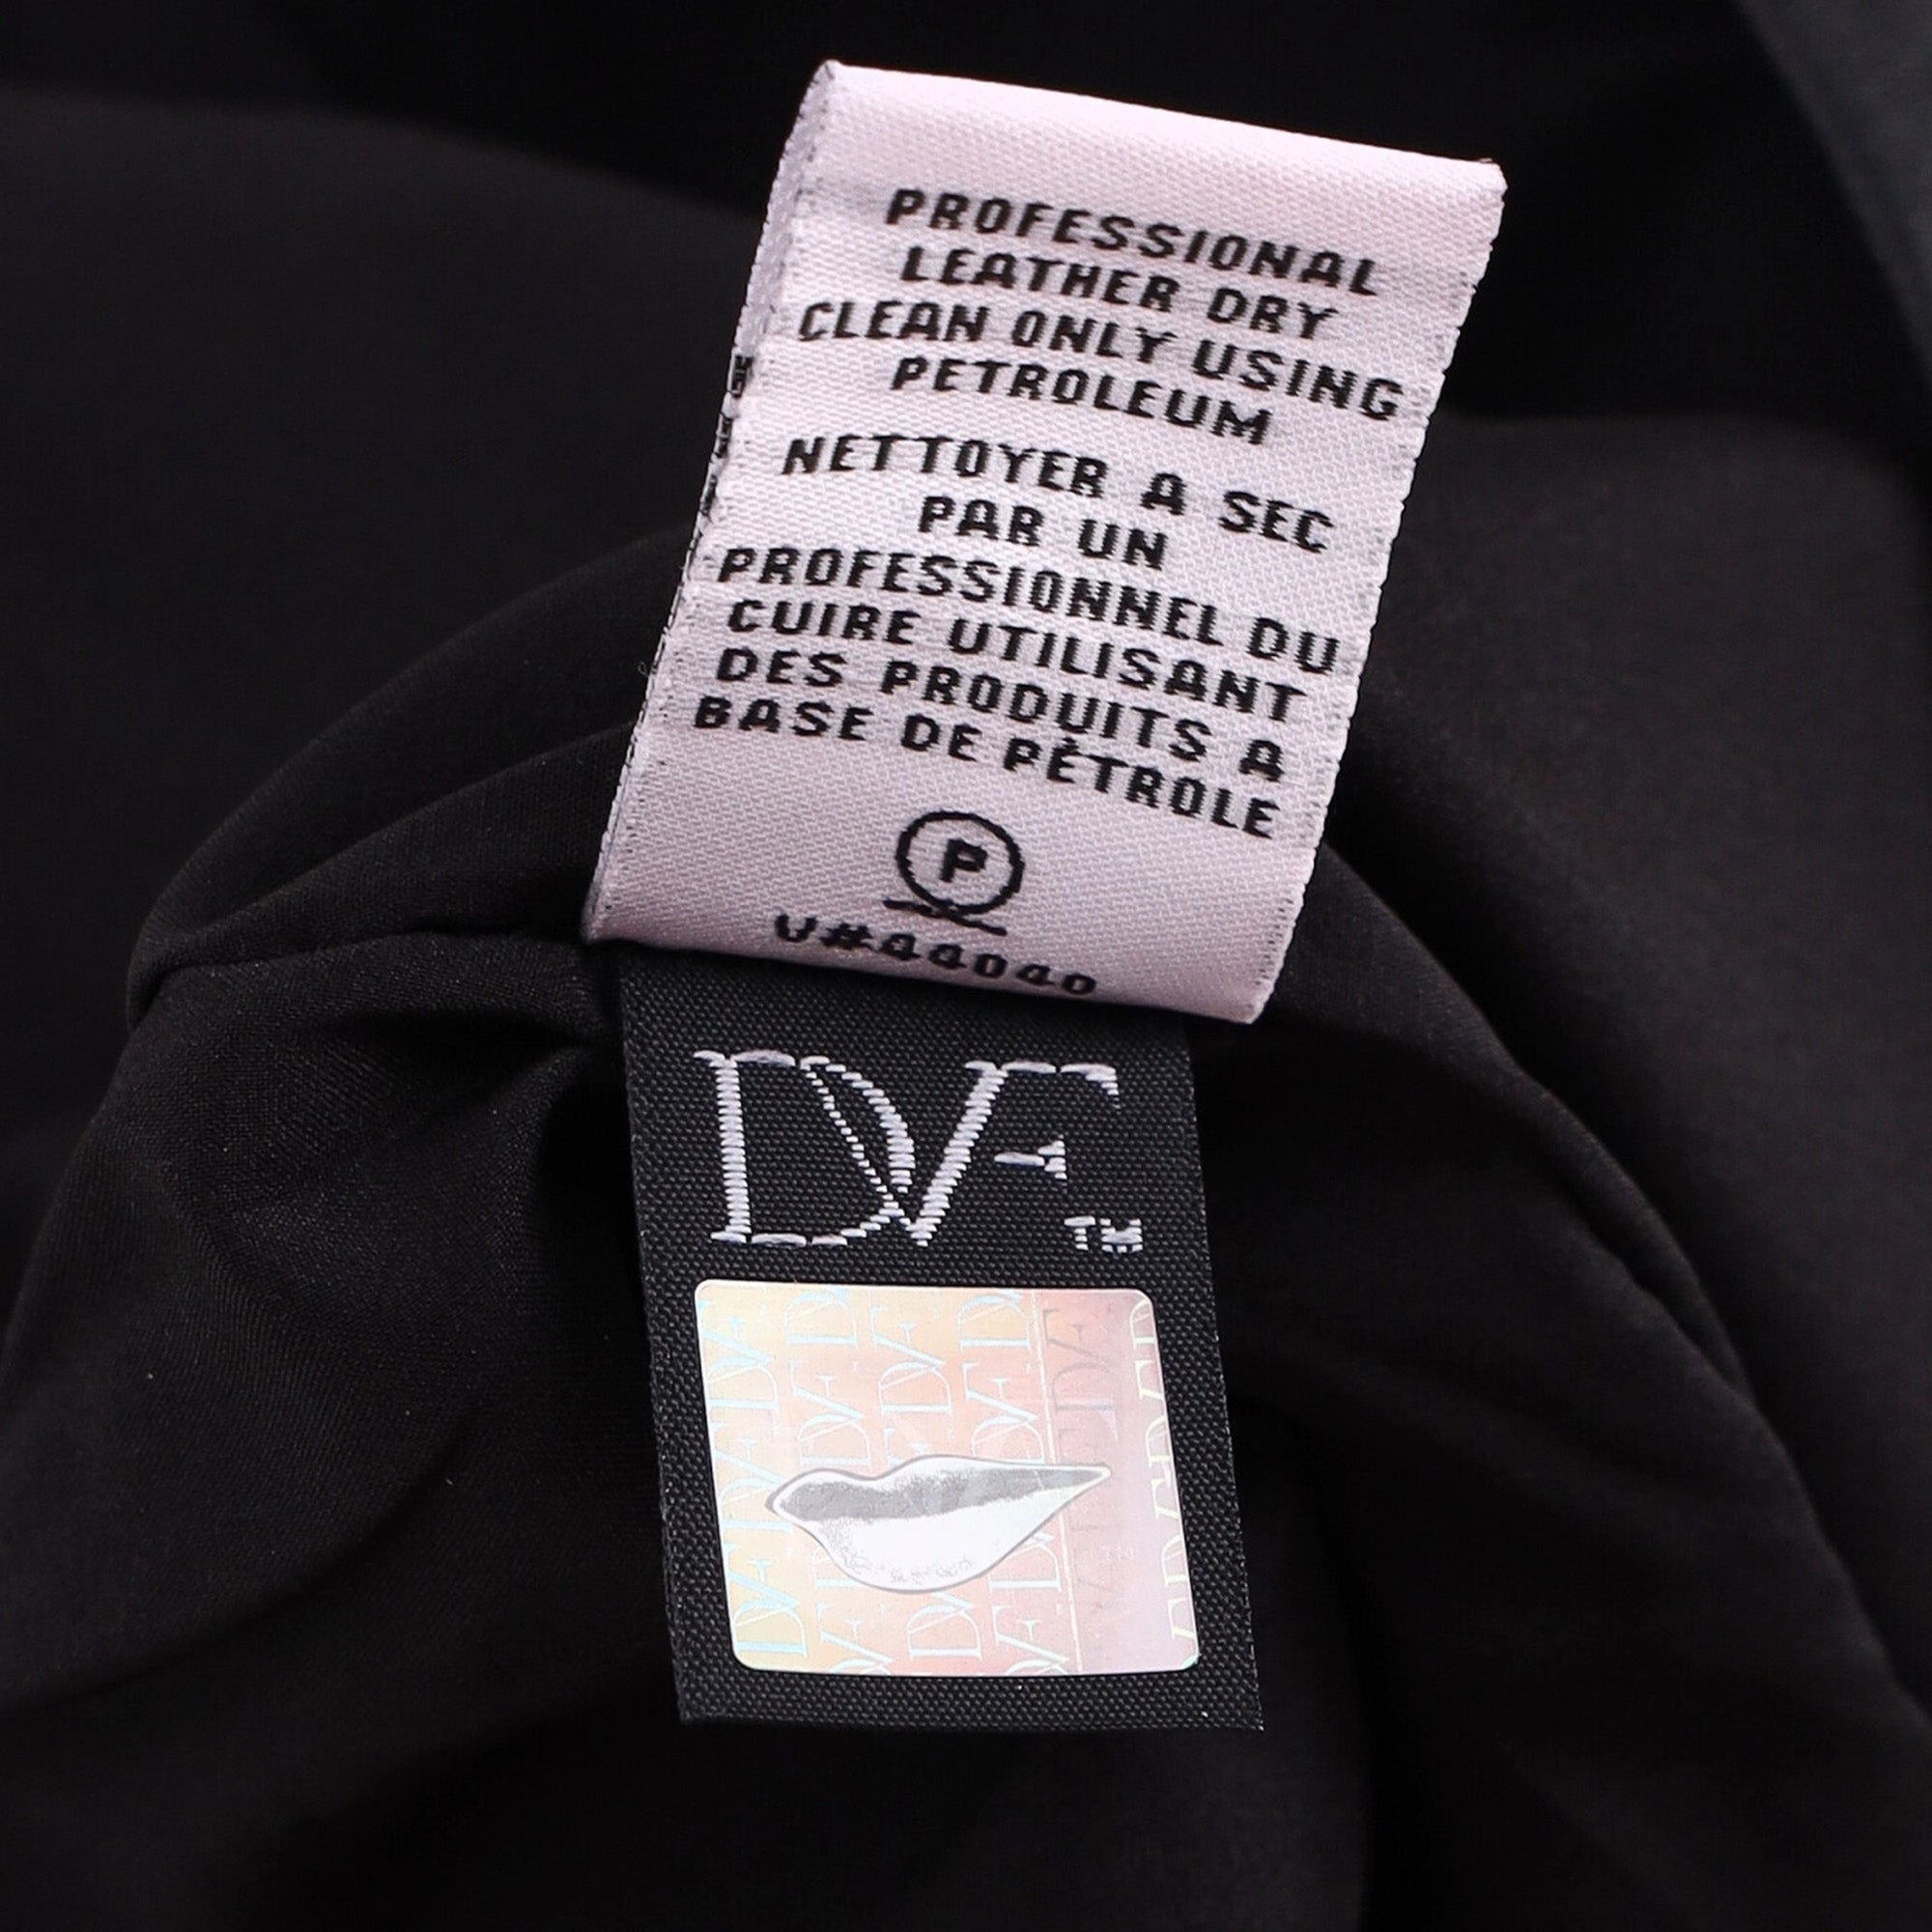 PROFESSIONAL
LEATHER DRY
CLEAN ONLY USING
PETROLEUM
NETTOYER A SEC
PAR UN
PROFESSIONNEL DU
CUIRE UTILISANT
DES PRODUITS A
BASE DE PÉTROLE
P
V#44040
DVF
TM